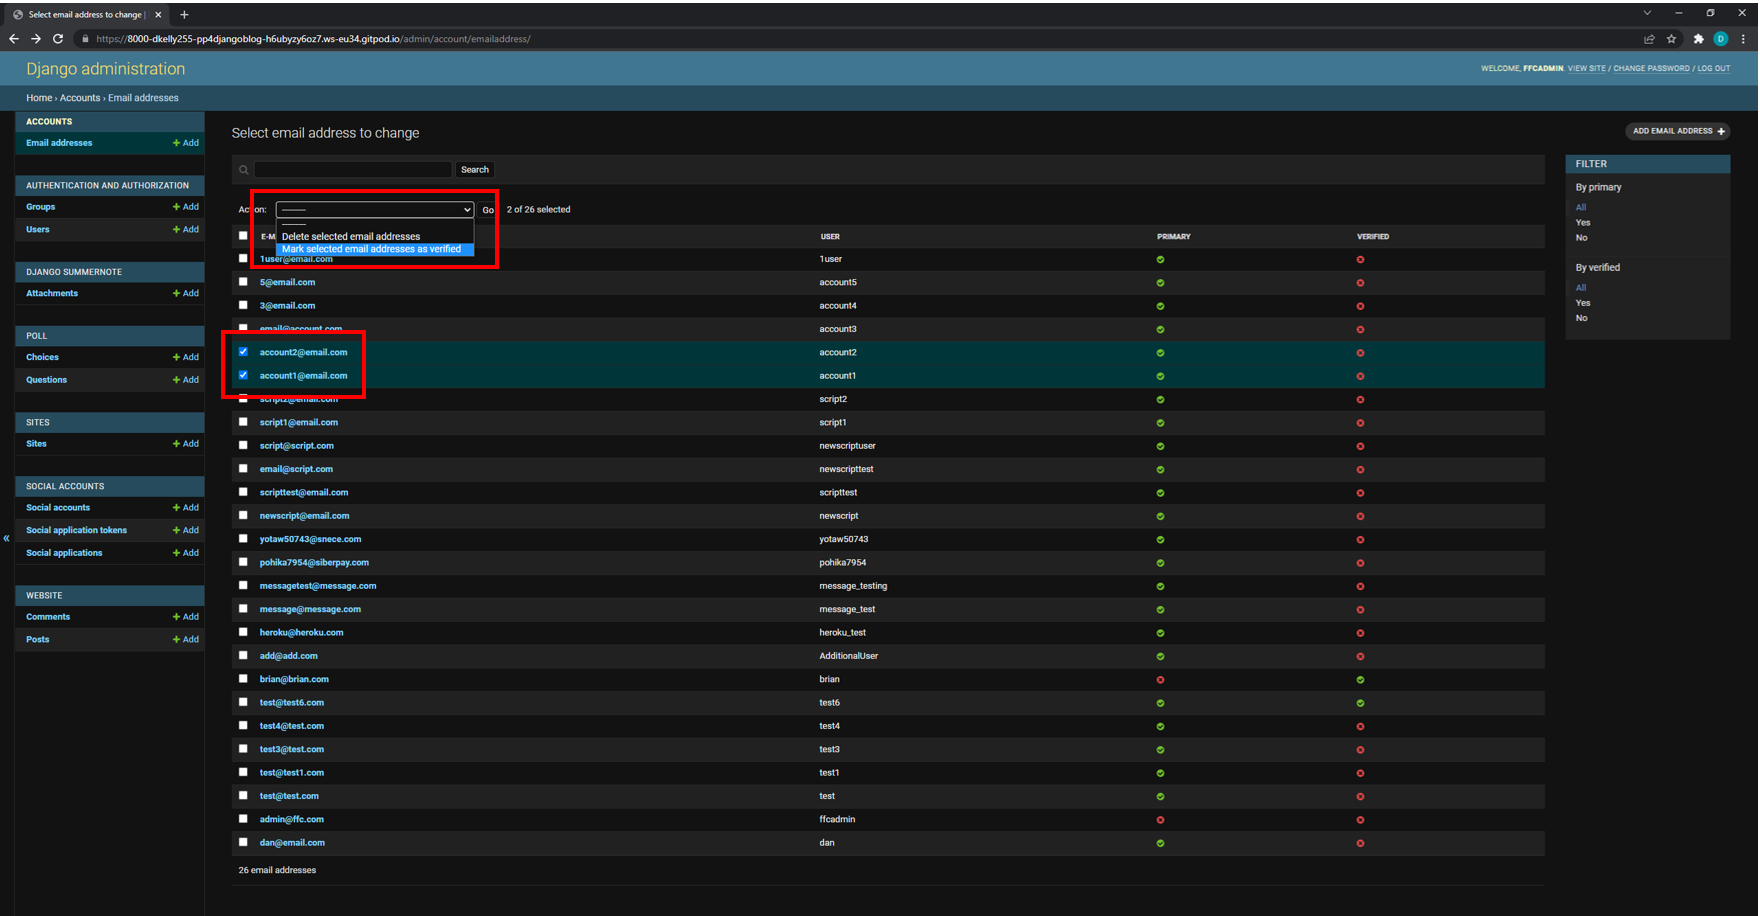 Select email address to change |
https://8000-dkelly255-pp4djangoblog-h6ubyzy6oz7.ws-eu34.gitpod.io/admin/account/emailaddress/
D
Django administration
WELCOME, FFCADMIN. VIEW SITE / CHANGE PASSWORD / LOG OUT
Home › Accounts › Email addresses
ACCOUNTS
Email addresses + Add
AUTHENTICATION AND AUTHORIZATION
Groups + Add
Users + Add
DJANGO SUMMERNOTE
Attachments + Add
POLL
Choices + Add
Questions + Add
SITES
Sites + Add
SOCIAL ACCOUNTS
Social accounts + Add
Social application tokens + Add
Social applications + Add
WEBSITE
Comments + Add
Posts + Add
«
Select email address to change
ADD EMAIL ADDRESS +
Search
Action: --------- Go 2 of 26 selected
---------
Delete selected email addresses
Mark selected email addresses as verified
USER PRIMARY VERIFIED
1user@email.com 1user
5@email.com account5
3@email.com account4
email@account.com account3
account2@email.com account2
account1@email.com account1
script2@email.com script2
script1@email.com script1
script@script.com newscriptuser
email@script.com newscripttest
scripttest@email.com scripttest
newscript@email.com newscript
yotaw50743@snece.com yotaw50743
pohika7954@siberpay.com pohika7954
messagetest@message.com message_testing
message@message.com message_test
heroku@heroku.com heroku_test
add@add.com AdditionalUser
brian@brian.com brian
test@test6.com test6
test4@test.com test4
test3@test.com test3
test@test1.com test1
test@test.com test
admin@ffc.com ffcadmin
dan@email.com dan
26 email addresses
FILTER
By primary
All
Yes
No
By verified
All
Yes
No